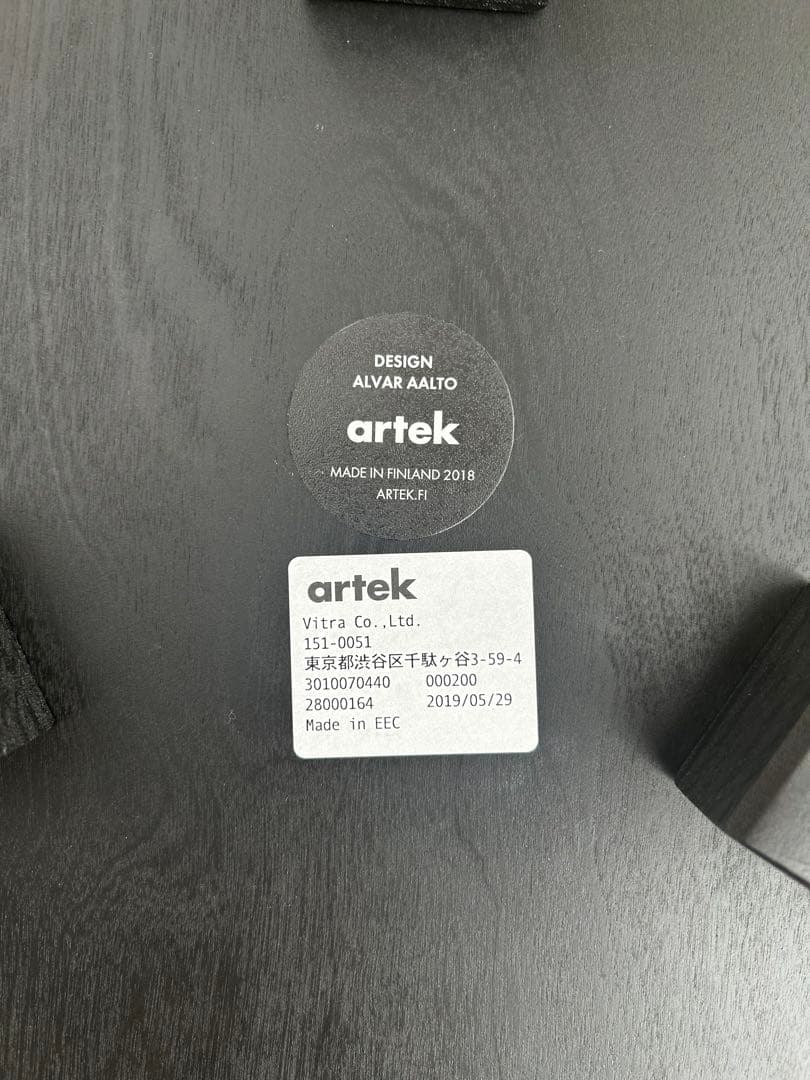 DESIGN
ALVAR AALTO
artek
MADE IN FINLAND 2018
ARTEK.FI
artek
Vitra Co.,Ltd.
151-0051
東京都渋谷区千駄ヶ谷3-59-4
3010070440 000200
28000164 2019/05/29
Made in EEC